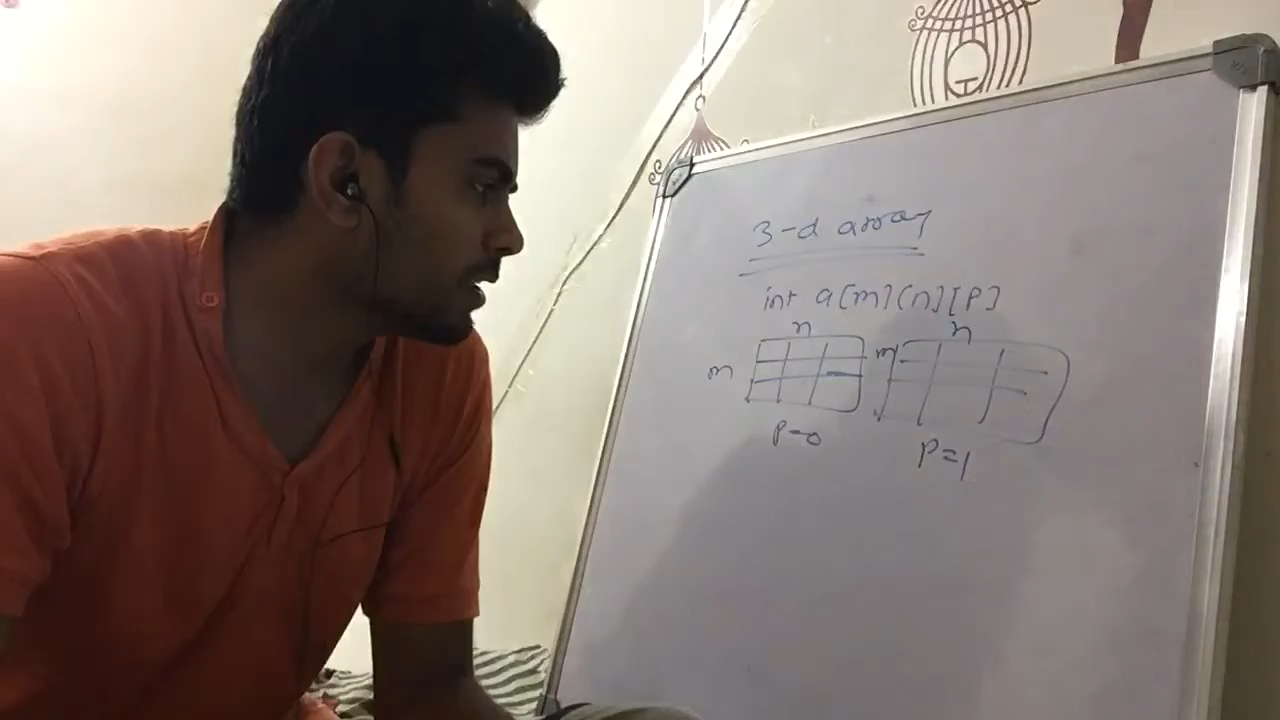 3-d array
int a[m][n][p]
n n
m m
p=0
p=1